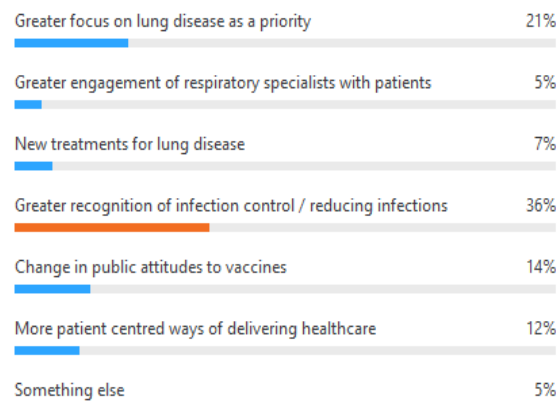 Greater focus on lung disease as a priority 21%
Greater engagement of respiratory specialists with patients 5%
New treatments for lung disease 7%
Greater recognition of infection control / reducing infections 36%
Change in public attitudes to vaccines 14%
More patient centred ways of delivering healthcare 12%
Something else 5%